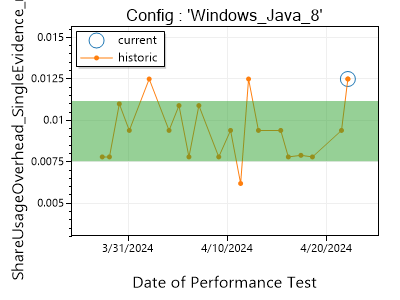 Config : 'Windows_Java_8'
ShareUsageOverhead_SingleEvidence_
0.015
0.0125
0.01
0.0075
0.005
current
historic
3/31/2024
4/10/2024
4/20/2024
Date of Performance Test